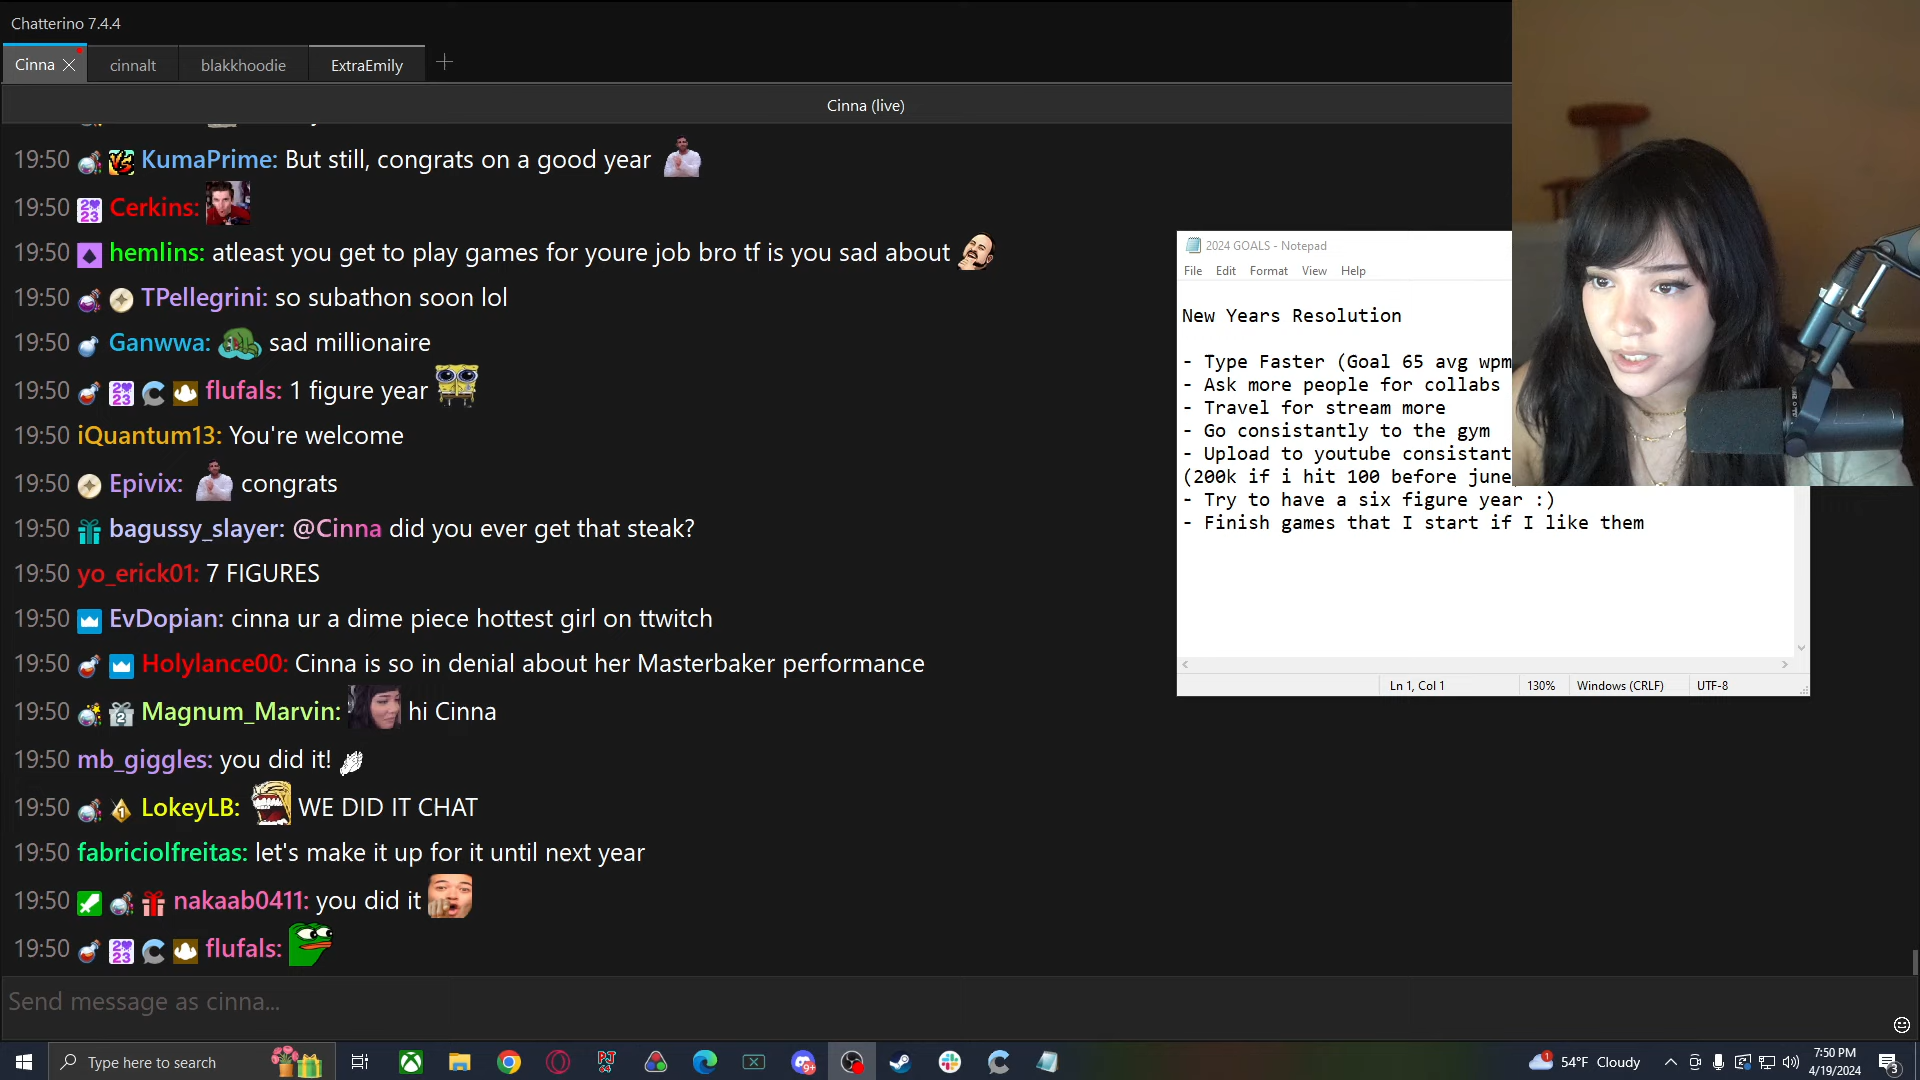 Chatterino 7.4.4
Cinna
cinnalt
blakkhoodie
ExtraEmily
Cinna (live)
19:50 KumaPrime: But still, congrats on a good year
19:50 Cerkins:
19:50 hemlins: atleast you get to play games for youre job bro tf is you sad about
19:50 TPellegrini: so subathon soon lol
19:50 Ganwwa: sad millionaire
19:50 flufals: 1 figure year
19:50 iQuantum13: You're welcome
19:50 Epivix: congrats
19:50 bagussy_slayer: @Cinna did you ever get that steak?
19:50 yo_erick01: 7 FIGURES
19:50 EvDopian: cinna ur a dime piece hottest girl on ttwitch
19:50 Holylance00: Cinna is so in denial about her Masterbaker performance
19:50 Magnum_Marvin: hi Cinna
19:50 mb_giggles: you did it!
19:50 LokeyLB: WE DID IT CHAT
19:50 fabriciolfreitas: let's make it up for it until next year
19:50 nakaab0411: you did it
19:50 flufals:
Send message as cinna...
2024 GOALS - Notepad
File Edit Format View Help
New Years Resolution
- Type Faster (Goal 65 avg wpm
- Ask more people for collabs
- Travel for stream more
- Go consistantly to the gym
- Upload to youtube consistant
(200k if i hit 100 before june
- Try to have a six figure year :)
- Finish games that I start if I like them
Ln 1, Col 1
130%
Windows (CRLF)
UTF-8
Type here to search
54°F Cloudy
7:50 PM
4/19/2024